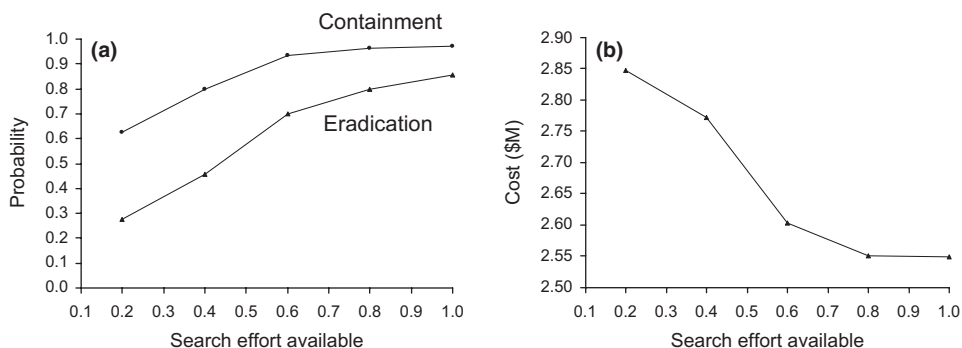 Containment
(a)
Eradication
Probability
1.0
0.9
0.8
0.7
0.6
0.5
0.4
0.3
0.2
0.1
0.0
0.1 0.2 0.3 0.4 0.5 0.6 0.7 0.8 0.9 1.0
Search effort available
(b)
Cost ($M)
2.90
2.85
2.80
2.75
2.70
2.65
2.60
2.55
2.50
0.1 0.2 0.3 0.4 0.5 0.6 0.7 0.8 0.9 1.0
Search effort available